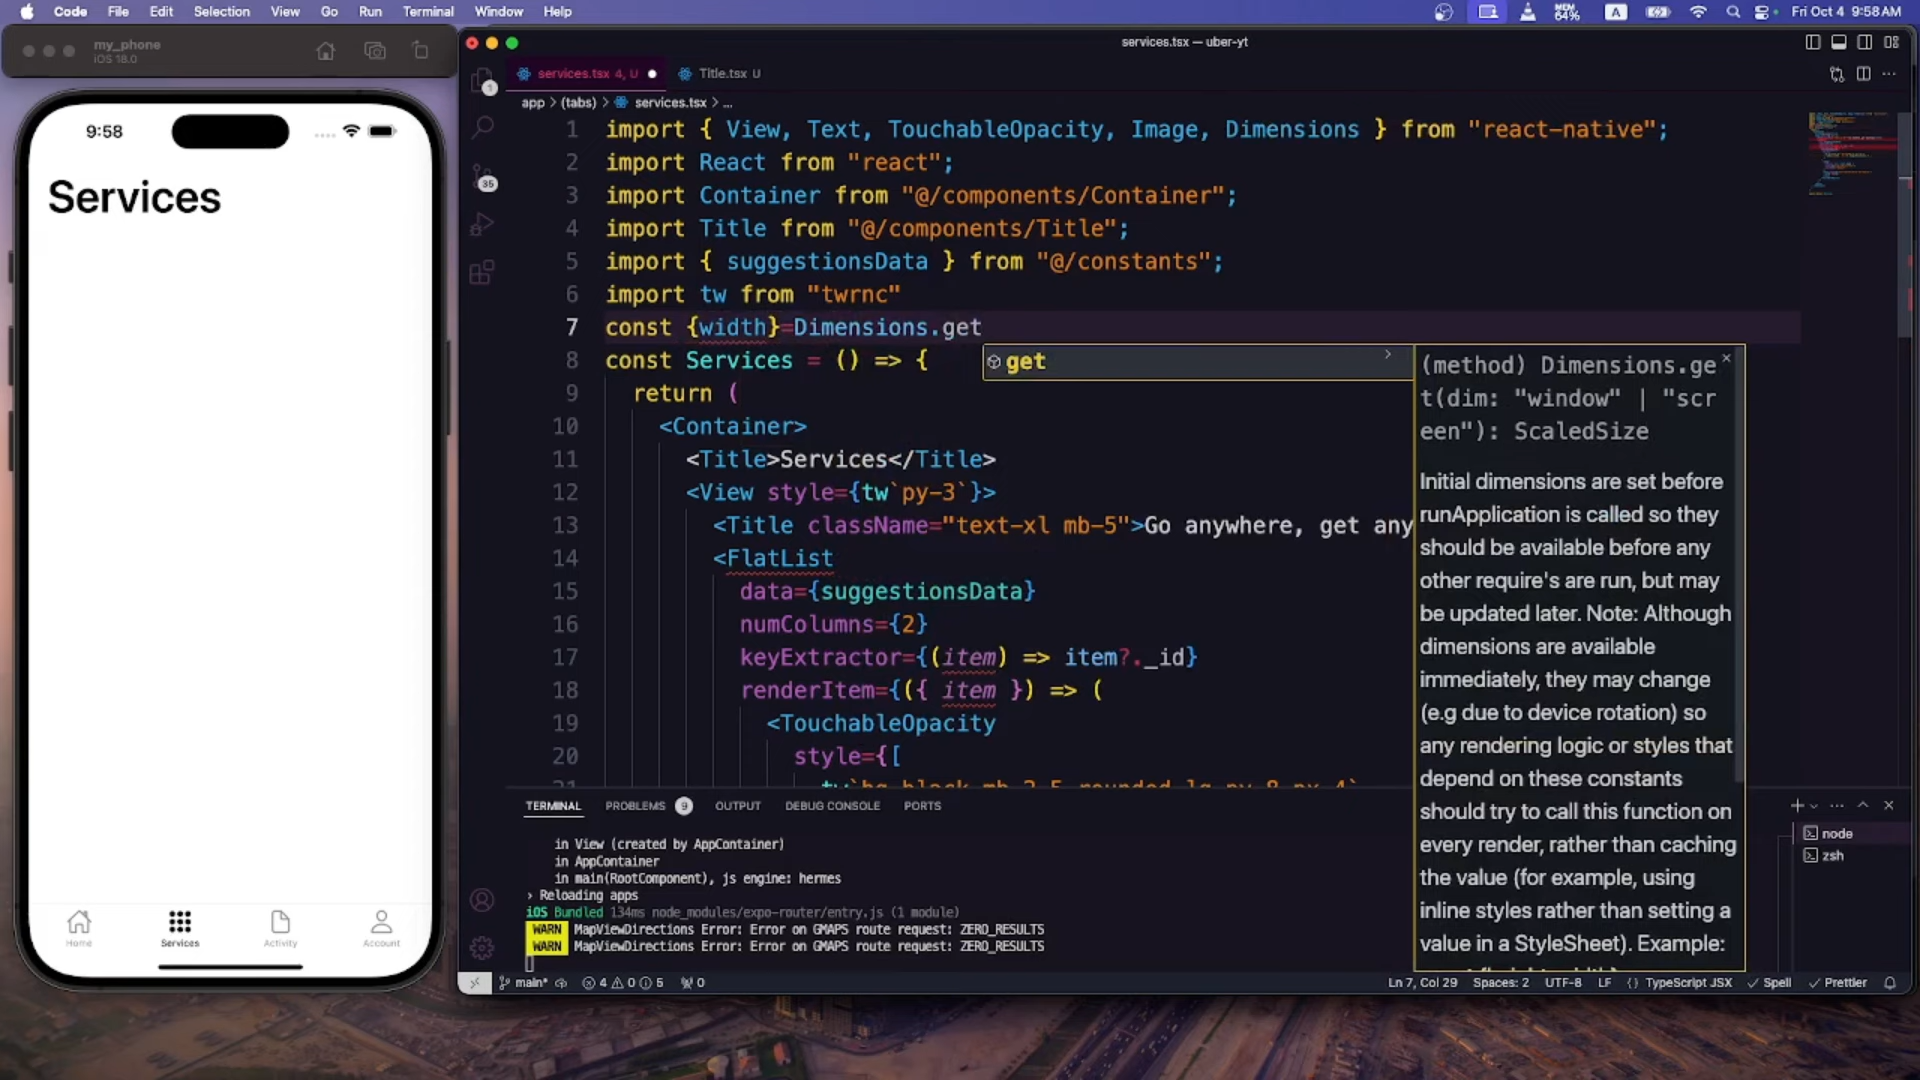 Code File Edit Selection View Go Run Terminal Window Help
MEM 64% A Fri Oct 4 9:58 AM
my_phone
iOS 18.0
9:58
Services
Home Services Activity Account
services.tsx — uber-yt
services.tsx 4, U
Title.tsx U
app > (tabs) > services.tsx > ...
1
35
1 import { View, Text, TouchableOpacity, Image, Dimensions } from "react-native";
2 import React from "react";
3 import Container from "@/components/Container";
4 import Title from "@/components/Title";
5 import { suggestionsData } from "@/constants";
6 import tw from "twrnc"
7 const {width}=Dimensions.get
8 const Services = () => {
9 return (
10 <Container>
11 <Title>Services</Title>
12 <View style={tw`py-3`}>
13 <Title className="text-xl mb-5">Go anywhere, get any
14 <FlatList
15 data={suggestionsData}
16 numColumns={2}
17 keyExtractor={(item) => item?._id}
18 renderItem={({ item }) => (
19 <TouchableOpacity
20 style={[
get
(method) Dimensions.ge
t(dim: "window" | "scr
een"): ScaledSize
Initial dimensions are set before
runApplication is called so they
should be available before any
other require's are run, but may
be updated later. Note: Although
dimensions are available
immediately, they may change
(e.g due to device rotation) so
any rendering logic or styles that
depend on these constants
should try to call this function on
every render, rather than caching
the value (for example, using
inline styles rather than setting a
value in a StyleSheet). Example:
TERMINAL PROBLEMS 9 OUTPUT DEBUG CONSOLE PORTS
in View (created by AppContainer)
in AppContainer
in main(RootComponent), js engine: hermes
› Reloading apps
iOS Bundled 134ms node_modules/expo-router/entry.js (1 module)
WARN MapViewDirections Error: Error on GMAPS route request: ZERO_RESULTS
WARN MapViewDirections Error: Error on GMAPS route request: ZERO_RESULTS
node
zsh
main* 4 0 5 0 Ln 7, Col 29 Spaces: 2 UTF-8 LF {} TypeScript JSX Spell Prettier